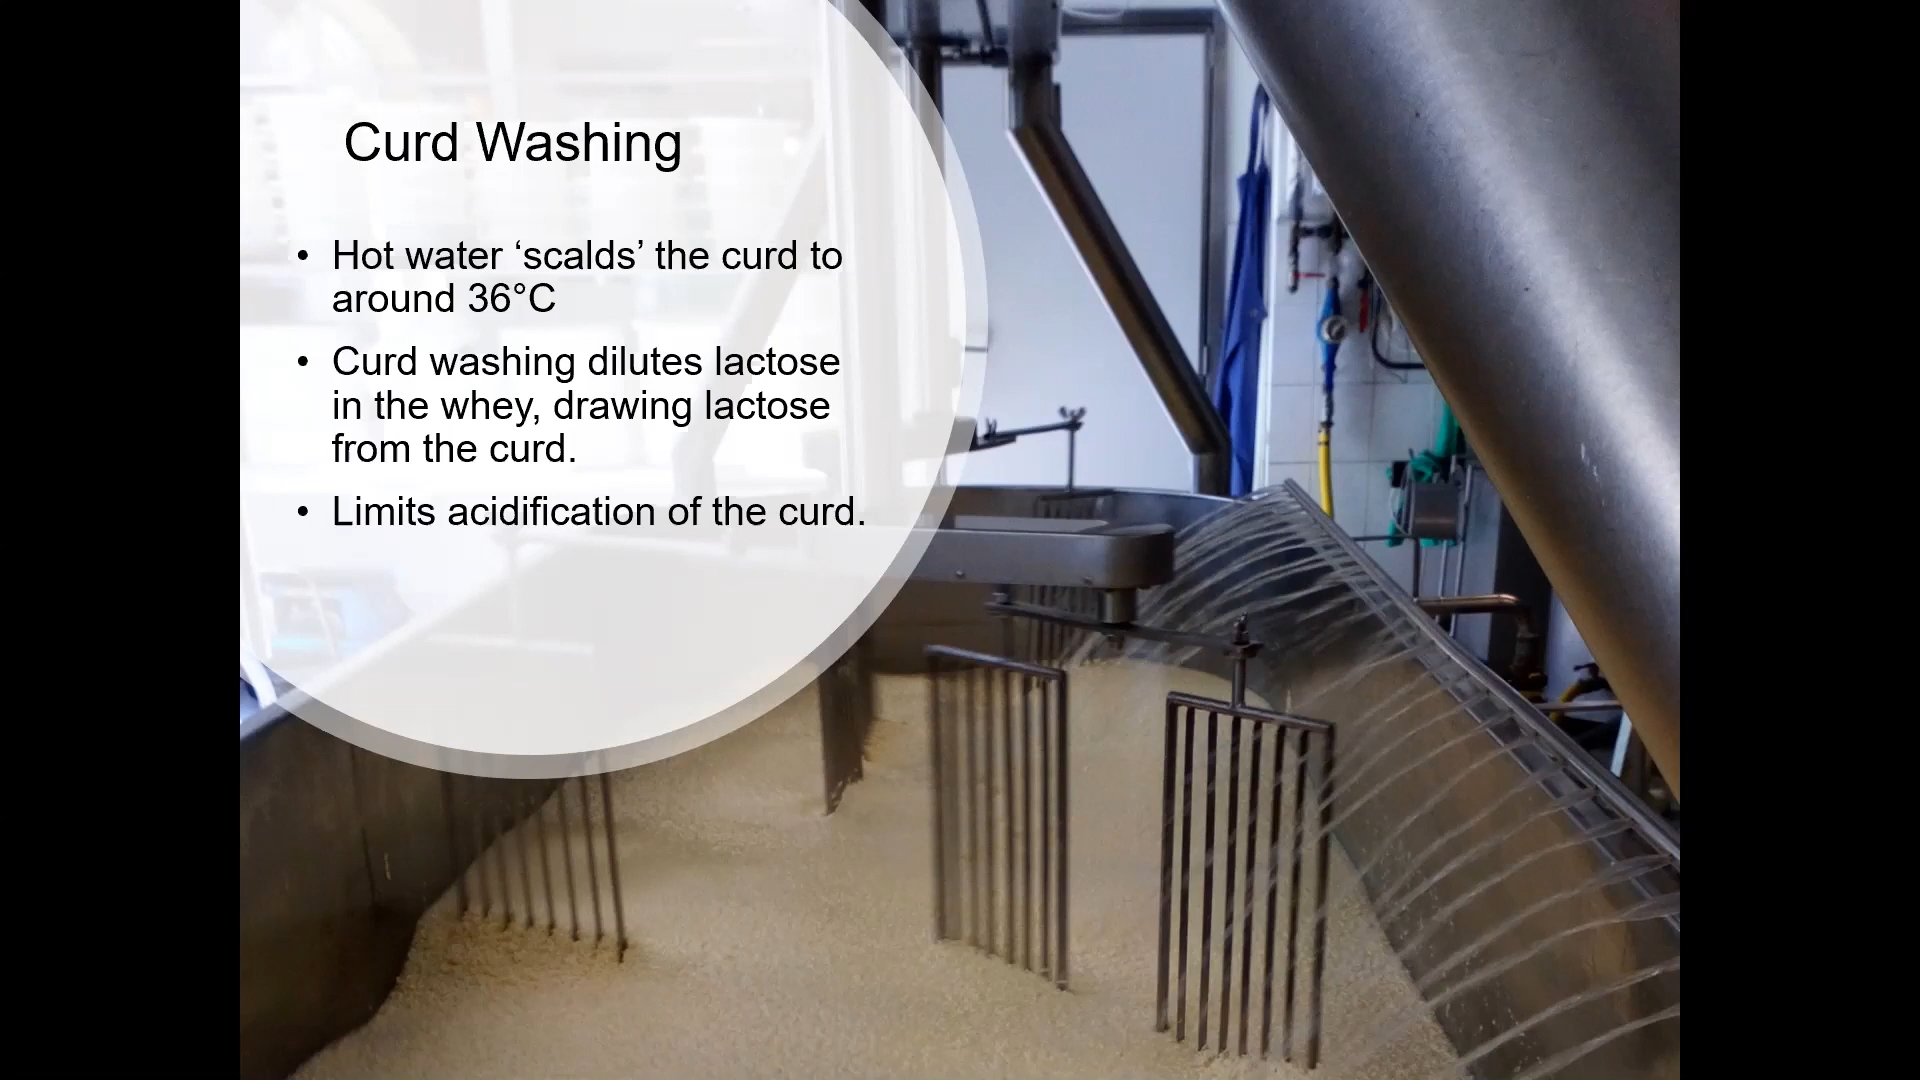 Curd Washing
• Hot water ‘scalds’ the curd to
around 36°C
• Curd washing dilutes lactose
in the whey, drawing lactose
from the curd.
• Limits acidification of the curd.